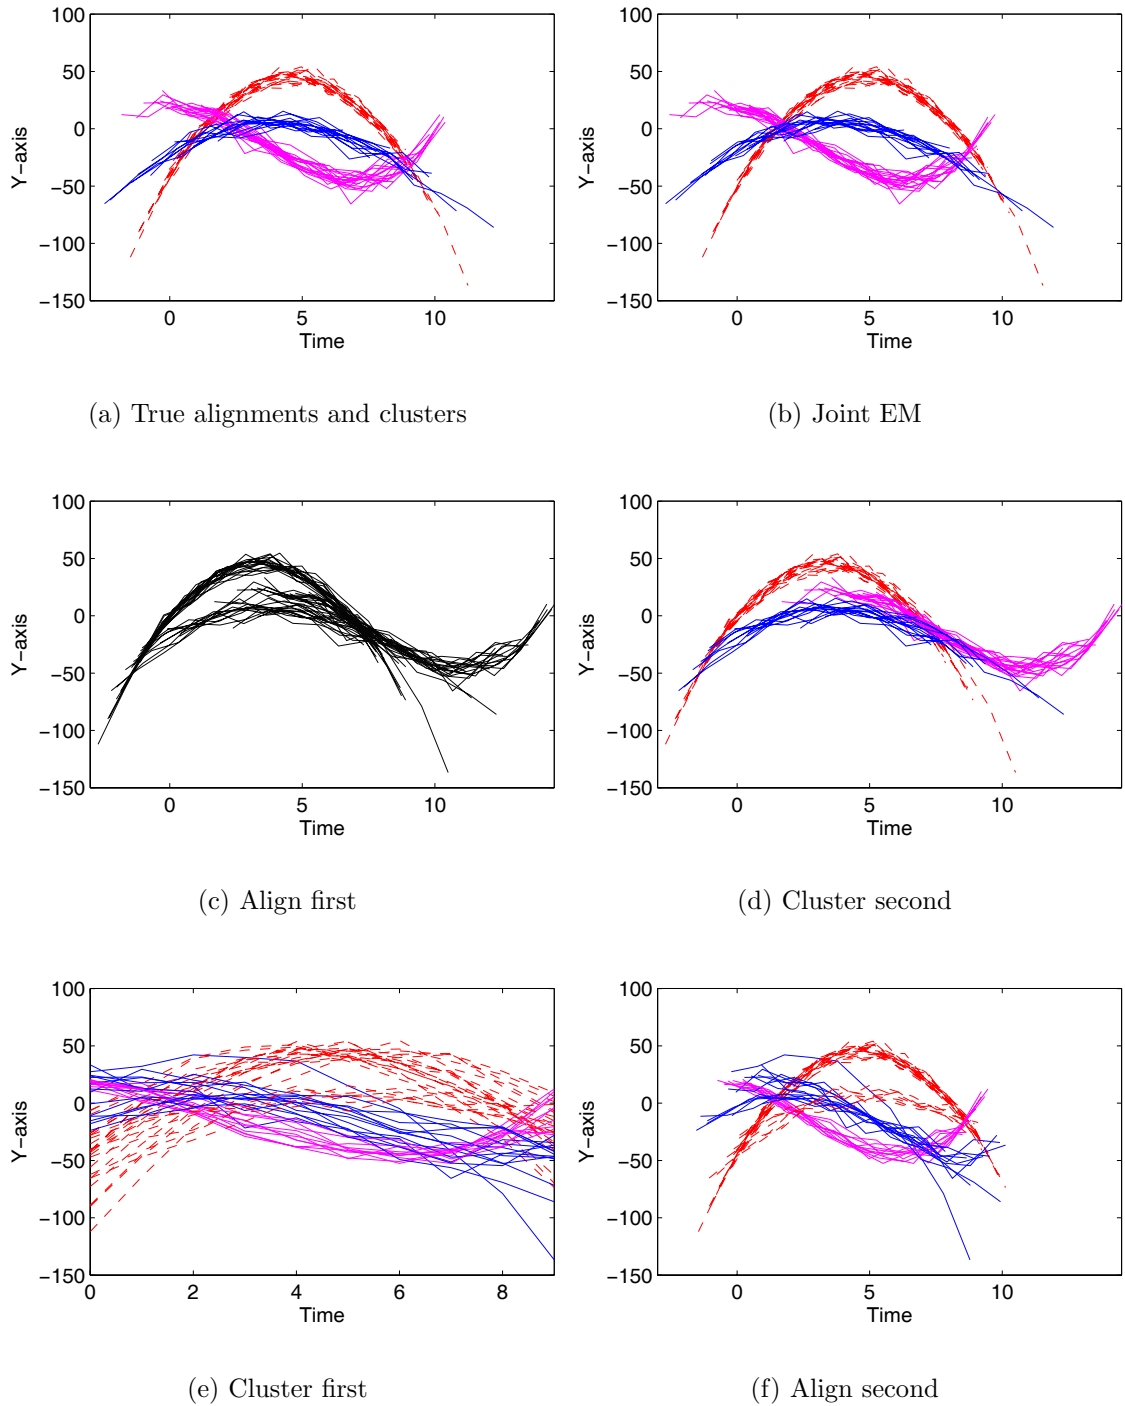 100
50
0
−50
−100
−150
Y−axis
0 5 10
Time
(a) True alignments and clusters
100
50
0
−50
−100
−150
Y−axis
0 5 10
Time
(b) Joint EM
100
50
0
−50
−100
−150
Y−axis
0 5 10
Time
(c) Align first
100
50
0
−50
−100
−150
Y−axis
0 5 10
Time
(d) Cluster second
100
50
0
−50
−100
−150
Y−axis
0 2 4 6 8
Time
(e) Cluster first
100
50
0
−50
−100
−150
Y−axis
0 5 10
Time
(f) Align second